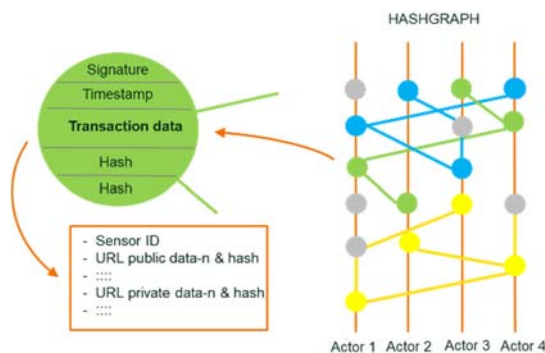 HASHGRAPH
Signature
Timestamp
Transaction data
Hash
Hash
- Sensor ID
- URL public data-n & hash
- ::::
- URL private data-n & hash
- ::::
Actor 1 Actor 2 Actor 3 Actor 4